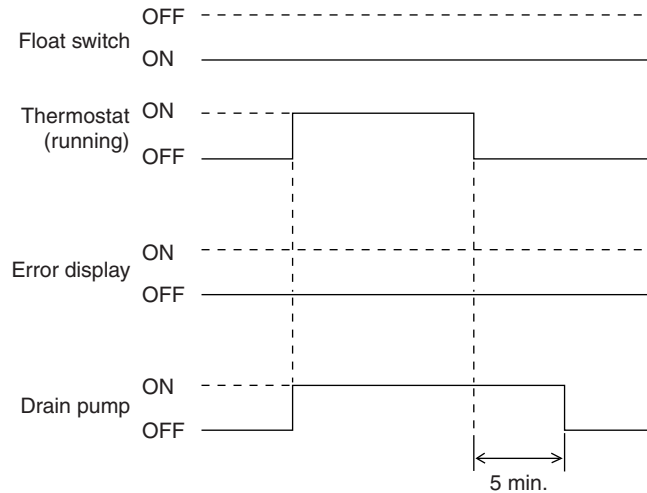 OFF
Float switch
ON
Thermostat ON
(running)
OFF
ON
Error display
OFF
ON
Drain pump
OFF
5 min.